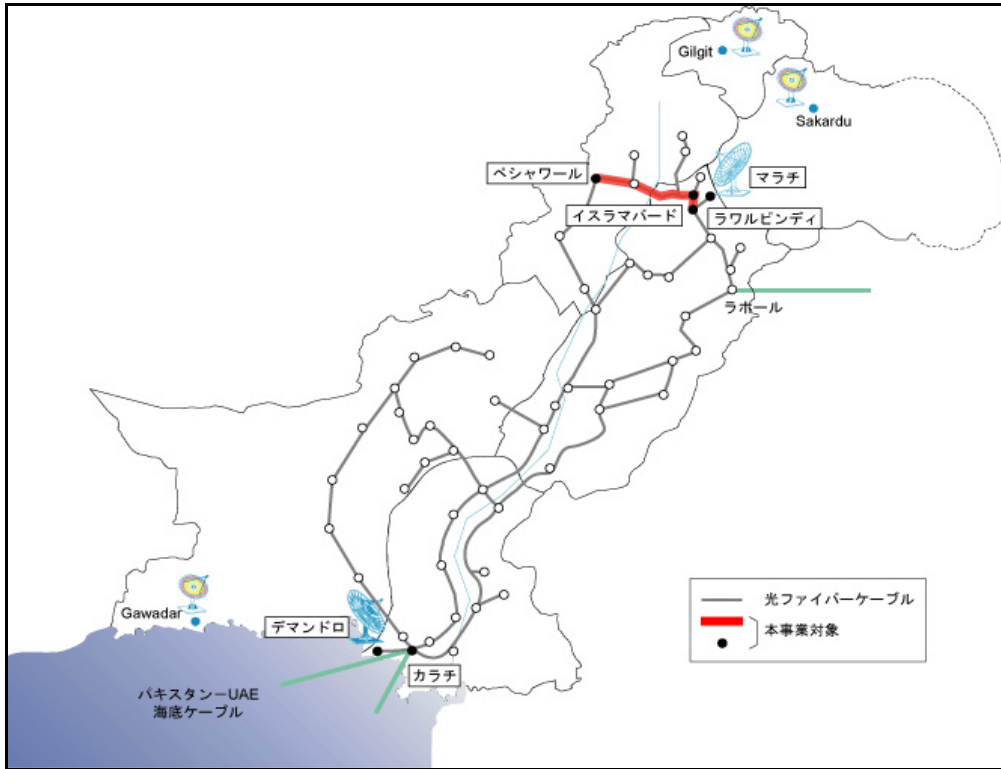 Gilgit
Sakardu
ペシャワール
マラチ
イスラマバード
ラワルピンディ
ラホール
Gawadar
デマンドロ
カラチ
パキスタン－UAE
海底ケーブル
光ファイバーケーブル
本事業対象